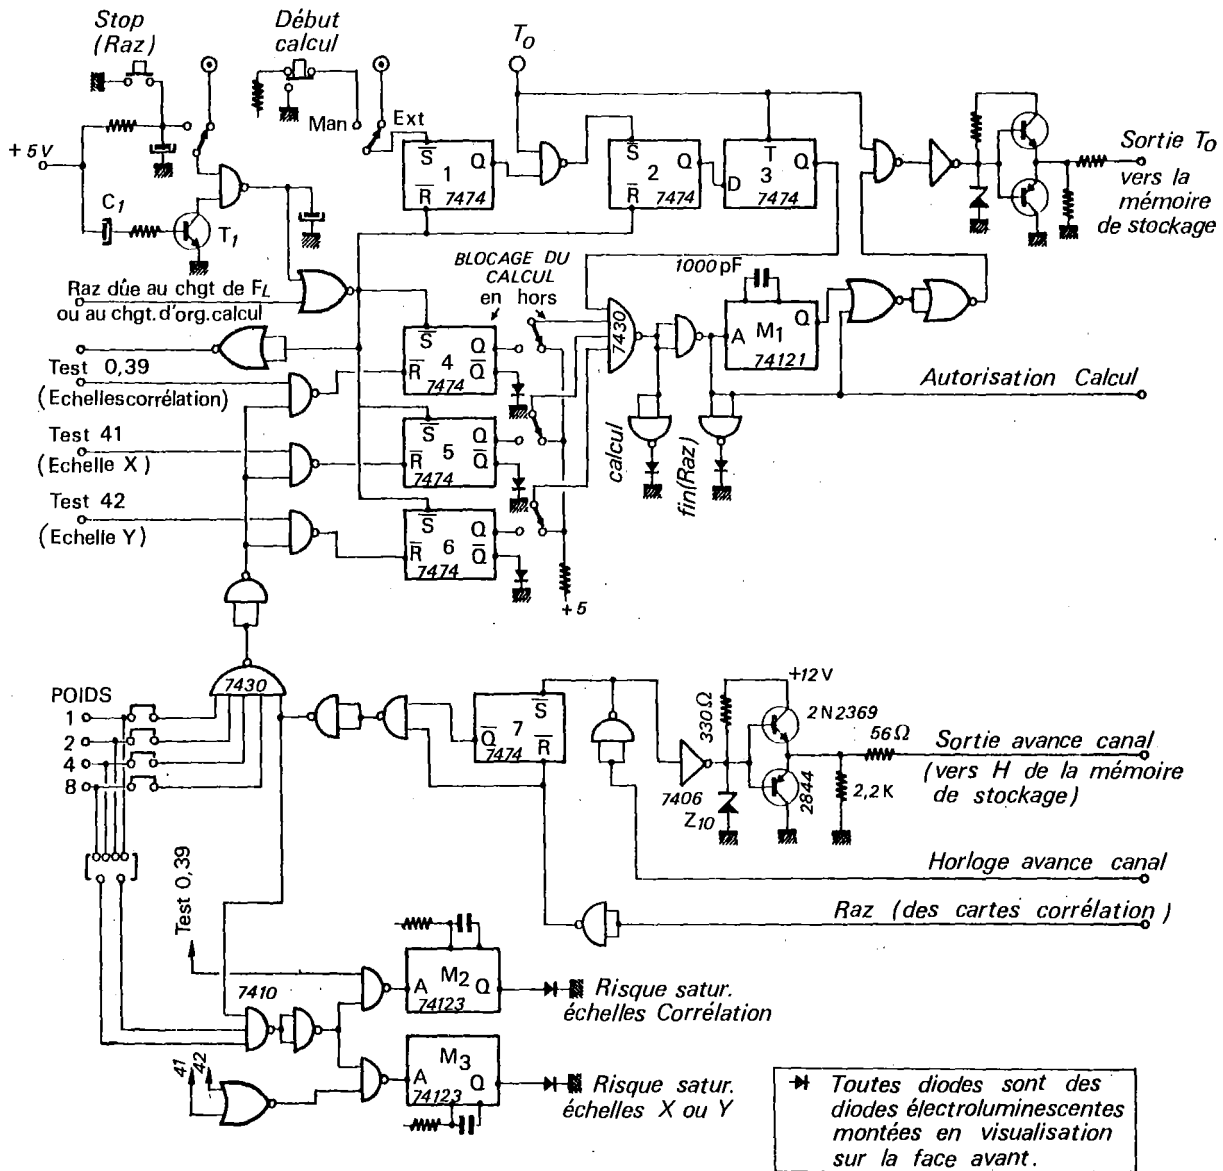 Stop
(Raz)
Début
calcul
T0
+5V
C1
T1
Man
Ext
S
1
Q
R
7474
S
2
Q
R
7474
T
D
3
Q
7474
Sortie T0
vers la
mémoire
de stockage
Raz dûe au chgt de FL
ou au chgt. d'org.calcul
BLOCAGE DU
CALCUL
en hors
1000 pF
7430
A
M1
Q
74121
Test 0,39
(Echelles corrélation)
S
Q
4
R
Q
7474
Autorisation Calcul
Test 41
(Echelle X)
S
Q
5
R
Q
7474
calcul
fin(Raz)
Test 42
(Echelle Y)
S
Q
6
R
Q
7474
+5
POIDS
1
2
4
8
7430
S
7
Q
R
7474
7406
330Ω
Z10
+12V
2N2369
2844
56Ω
2,2K
Sortie avance canal
(vers H de la mémoire
de stockage)
Horloge avance canal
Raz (des cartes corrélation)
Test 0,39
7410
A
M2
Q
74123
Risque satur.
échelles Corrélation
41
42
A
M3
Q
74123
Risque satur.
échelles X ou Y
Toutes diodes sont des
diodes électroluminescentes
montées en visualisation
sur la face avant.